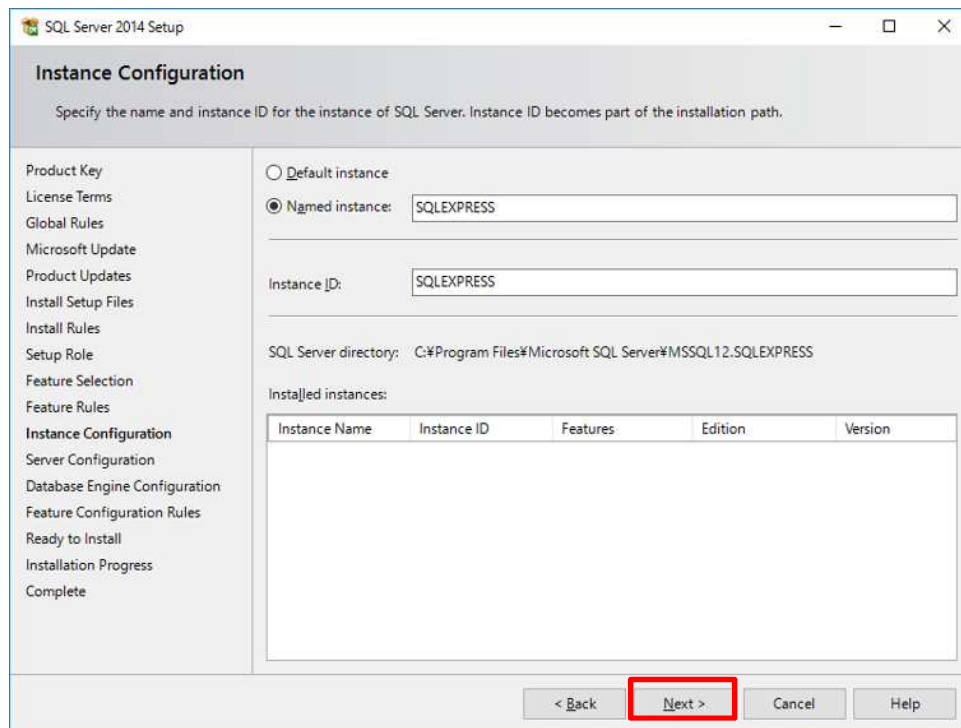 SQL Server 2014 Setup
Instance Configuration
Specify the name and instance ID for the instance of SQL Server. Instance ID becomes part of the installation path.
Product Key
License Terms
Global Rules
Microsoft Update
Product Updates
Install Setup Files
Install Rules
Setup Role
Feature Selection
Feature Rules
Instance Configuration
Server Configuration
Database Engine Configuration
Feature Configuration Rules
Ready to Install
Installation Progress
Complete
Default instance
Named instance: SQLEXPRESS
Instance ID: SQLEXPRESS
SQL Server directory: C:¥Program Files¥Microsoft SQL Server¥MSSQL12.SQLEXPRESS
Installed instances:
Instance Name Instance ID Features Edition Version
< Back Next > Cancel Help